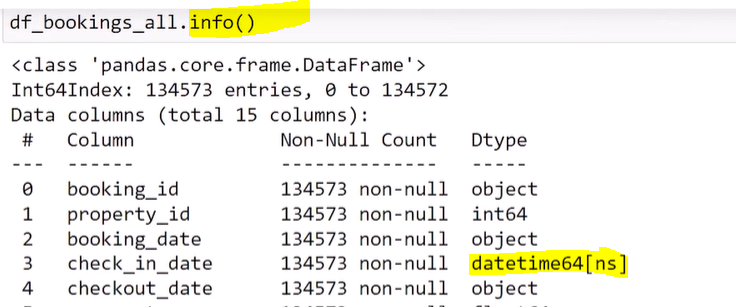 df_bookings_all.info()
<class 'pandas.core.frame.DataFrame'>
Int64Index: 134573 entries, 0 to 134572
Data columns (total 15 columns):
# Column Non-Null Count Dtype
--- ------ -------------- -----
0 booking_id 134573 non-null object
1 property_id 134573 non-null int64
2 booking_date 134573 non-null object
3 check_in_date 134573 non-null datetime64[ns]
4 checkout_date 134573 non-null object